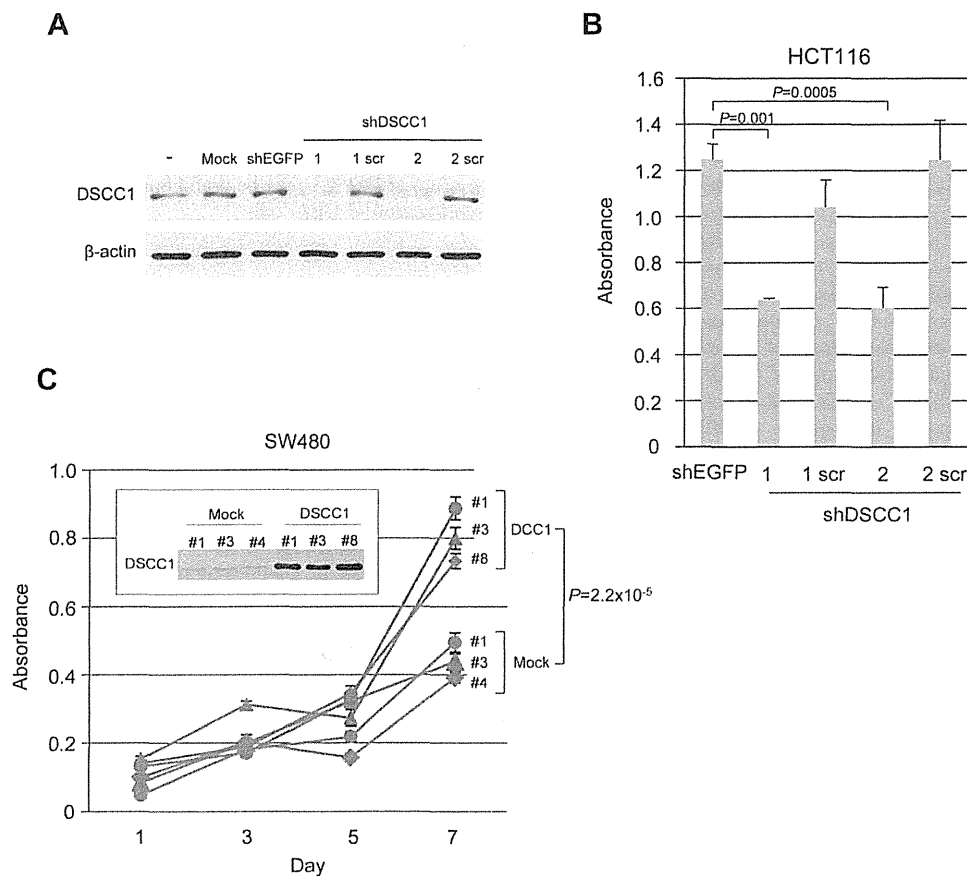 A
shDSCC1
- Mock shEGFP 1 1 scr 2 2 scr
DSCC1
β-actin
B
HCT116
1.6
1.4
1.2
1.0
0.8
0.6
0.4
0.2
0
Absorbance
P=0.0005
P=0.001
shEGFP 1 1 scr 2 2 scr
shDSCC1
C
SW480
1.0
0.8
0.6
0.4
0.2
0
Absorbance
Mock DSCC1
#1 #3 #4 #1 #3 #8
DSCC1
#1
#3
#8
DCC1
#1
#3
#4
Mock
P=2.2x10-5
1 3 5 7
Day